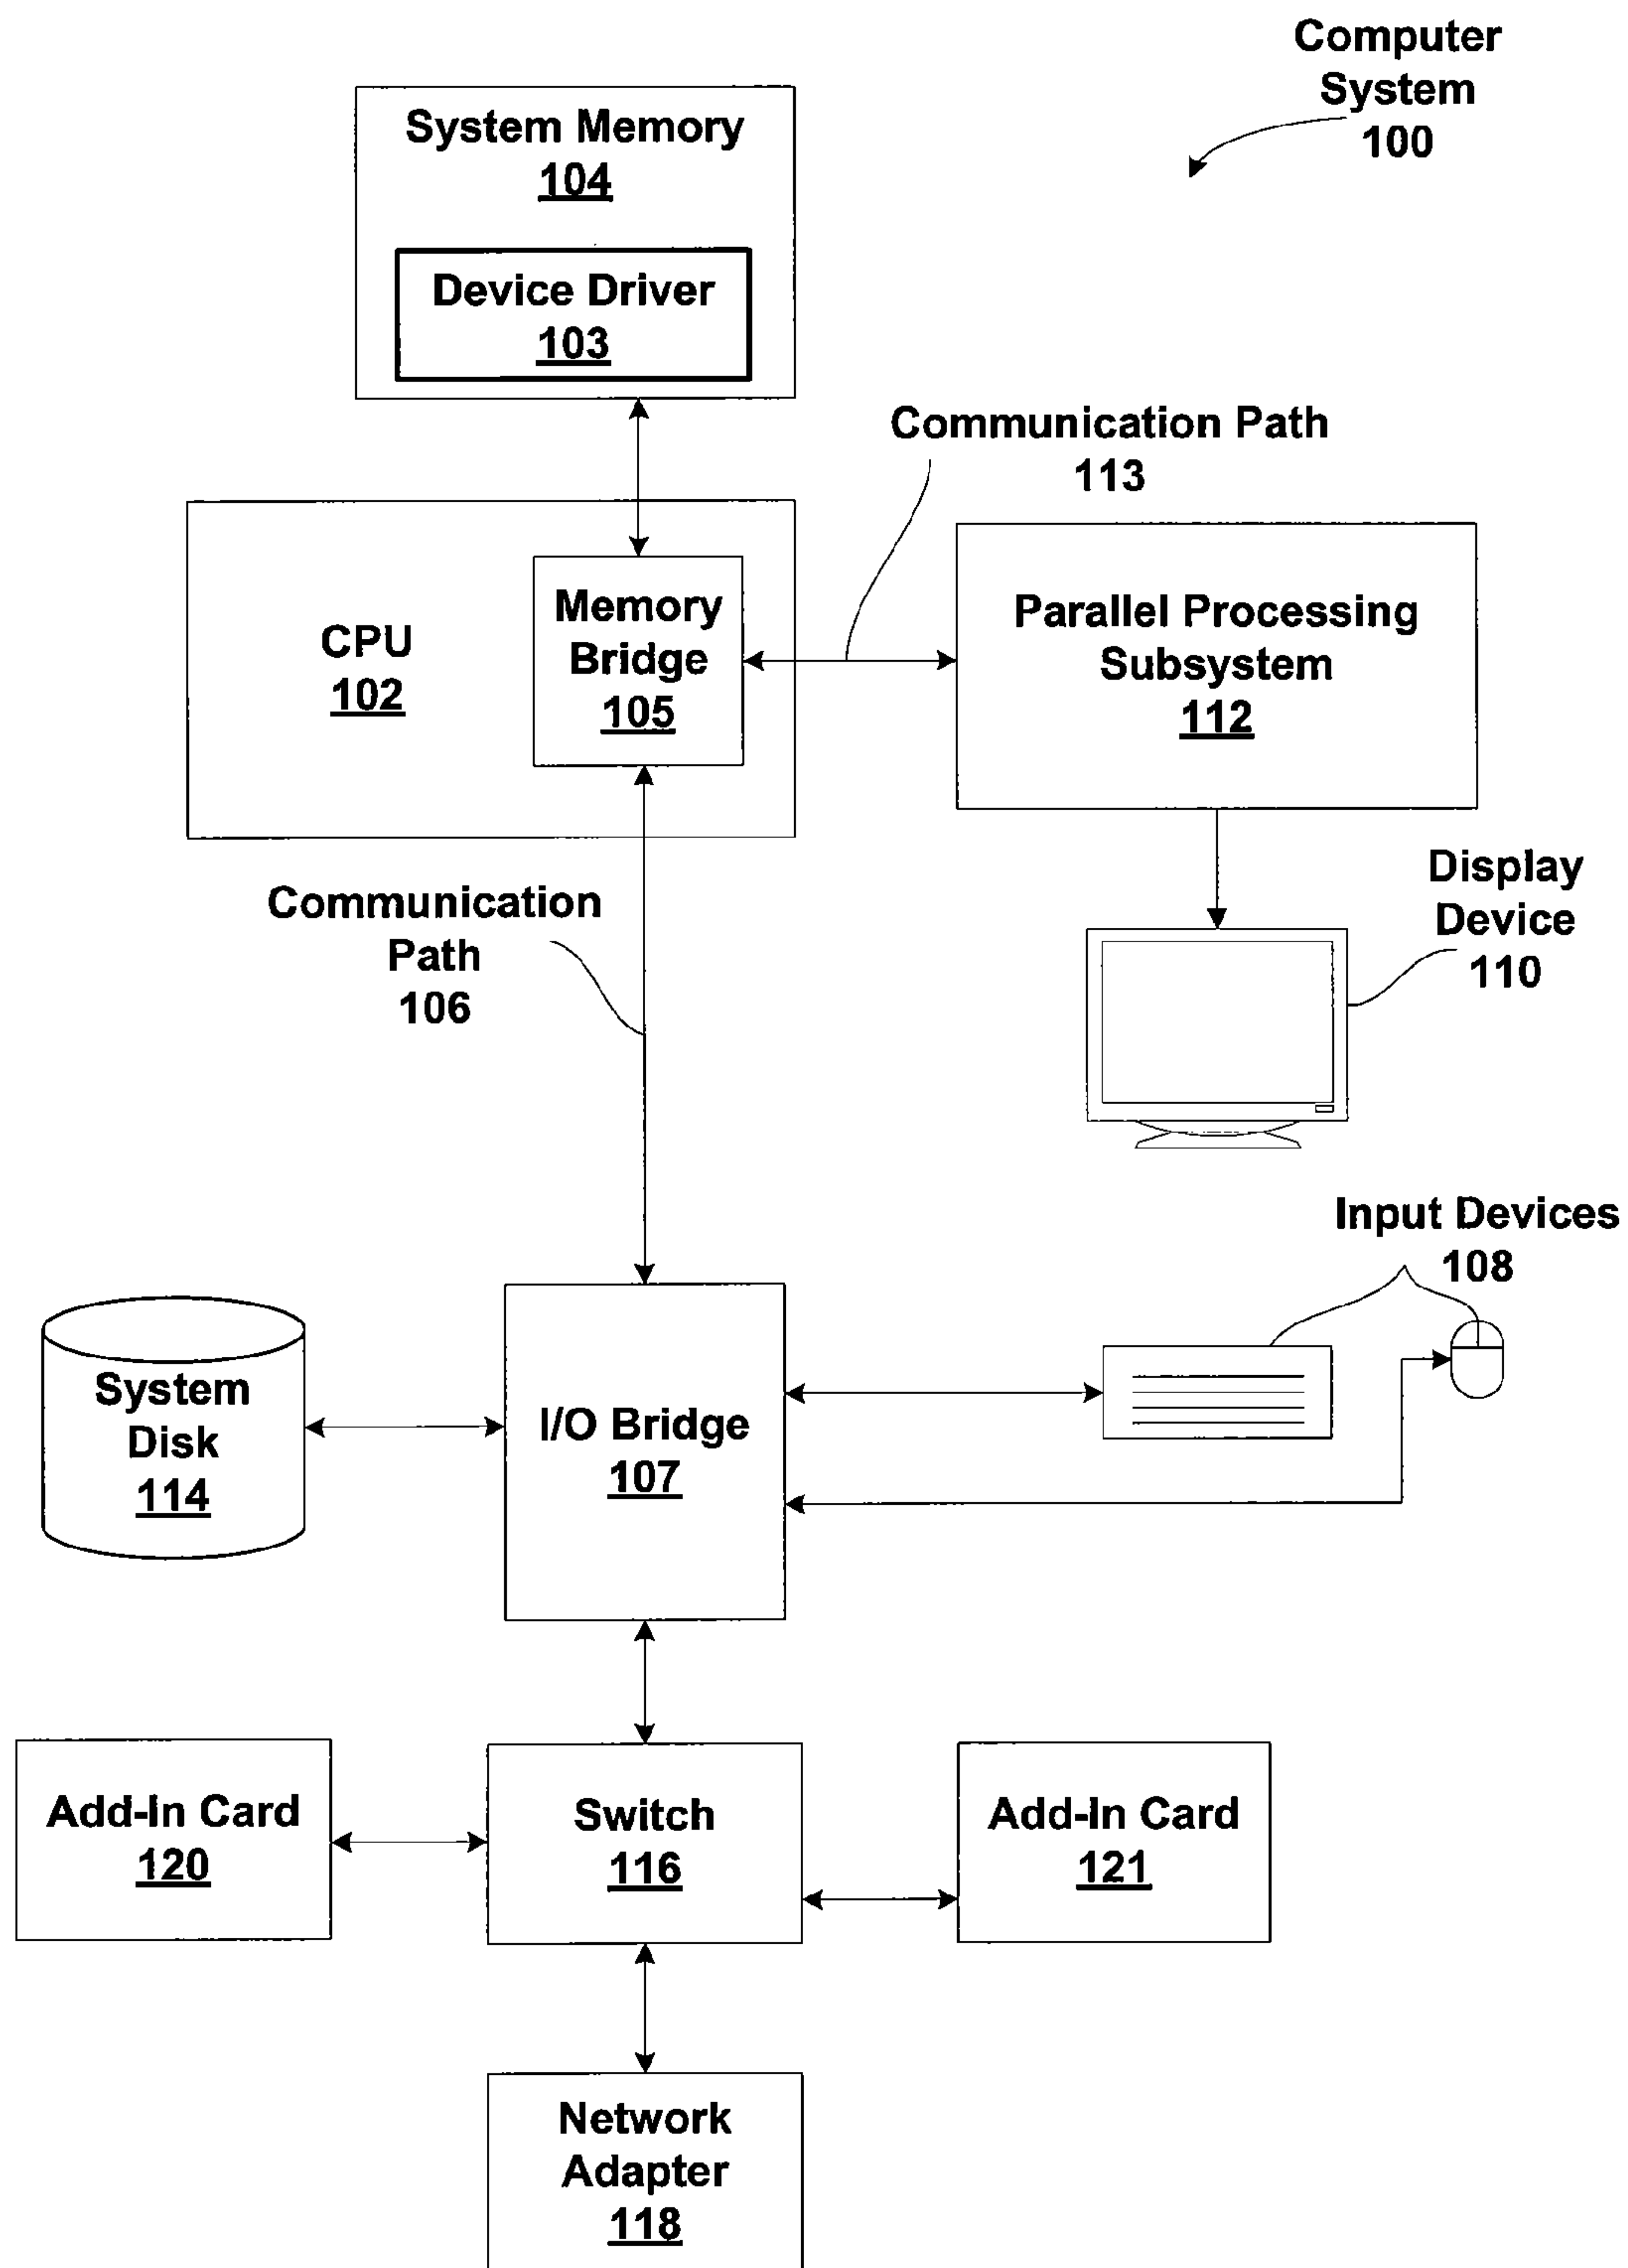 Computer
System
100
System Memory
104
Device Driver
103
Communication Path
113
CPU
102
Memory
Bridge
105
Parallel Processing
Subsystem
112
Communication
Path
106
Display
Device
110
Input Devices
108
System
Disk
114
I/O Bridge
107
Add-In Card
120
Switch
116
Add-In Card
121
Network
Adapter
118